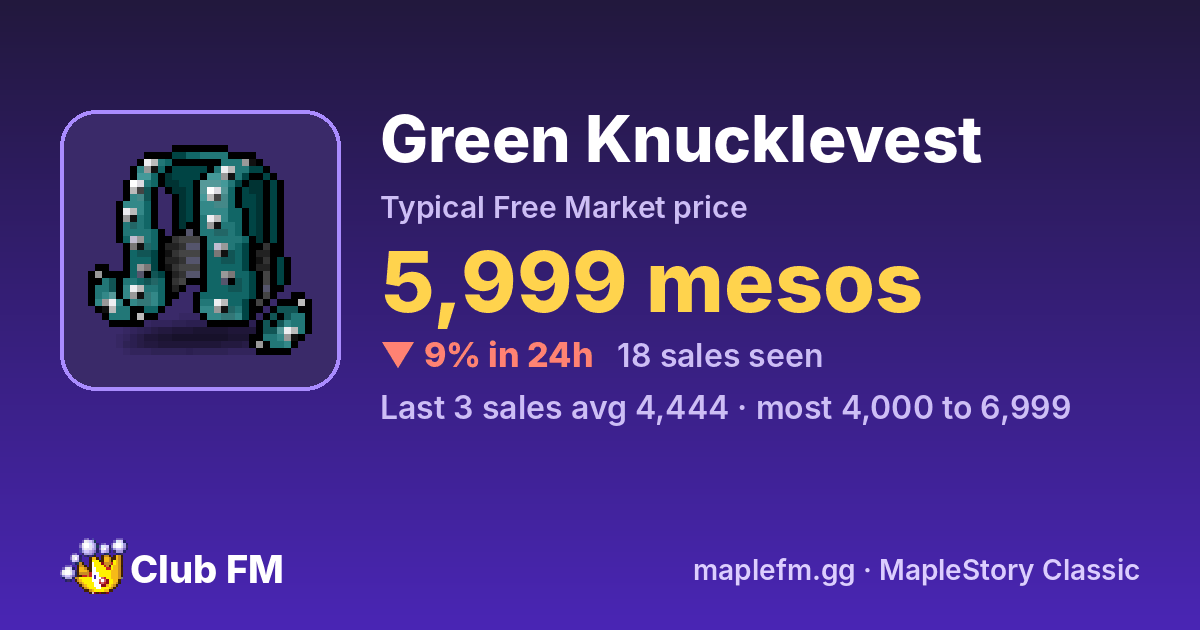 Green Knucklevest
Typical Free Market price
5,999 mesos
▼ 9% in 24h 18 sales seen
Last 3 sales avg 4,444 · most 4,000 to 6,999
Club FM
maplefm.gg · MapleStory Classic